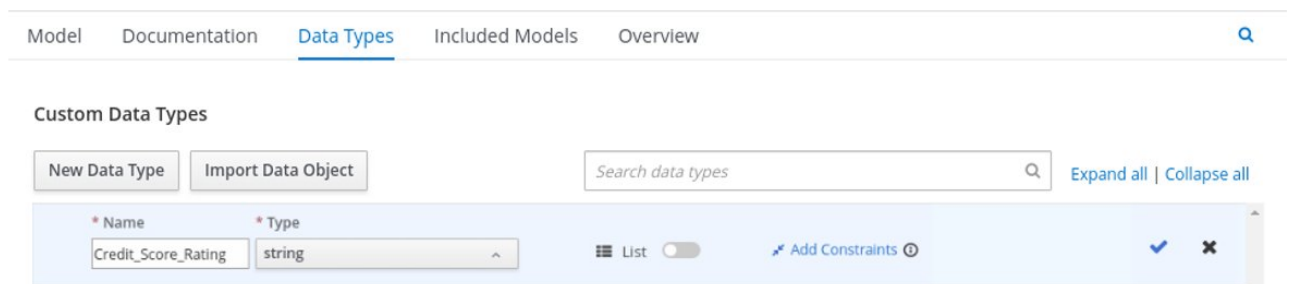 Model Documentation Data Types Included Models Overview
Custom Data Types
New Data Type Import Data Object Search data types Expand all | Collapse all
* Name * Type
Credit_Score_Rating string List Add Constraints